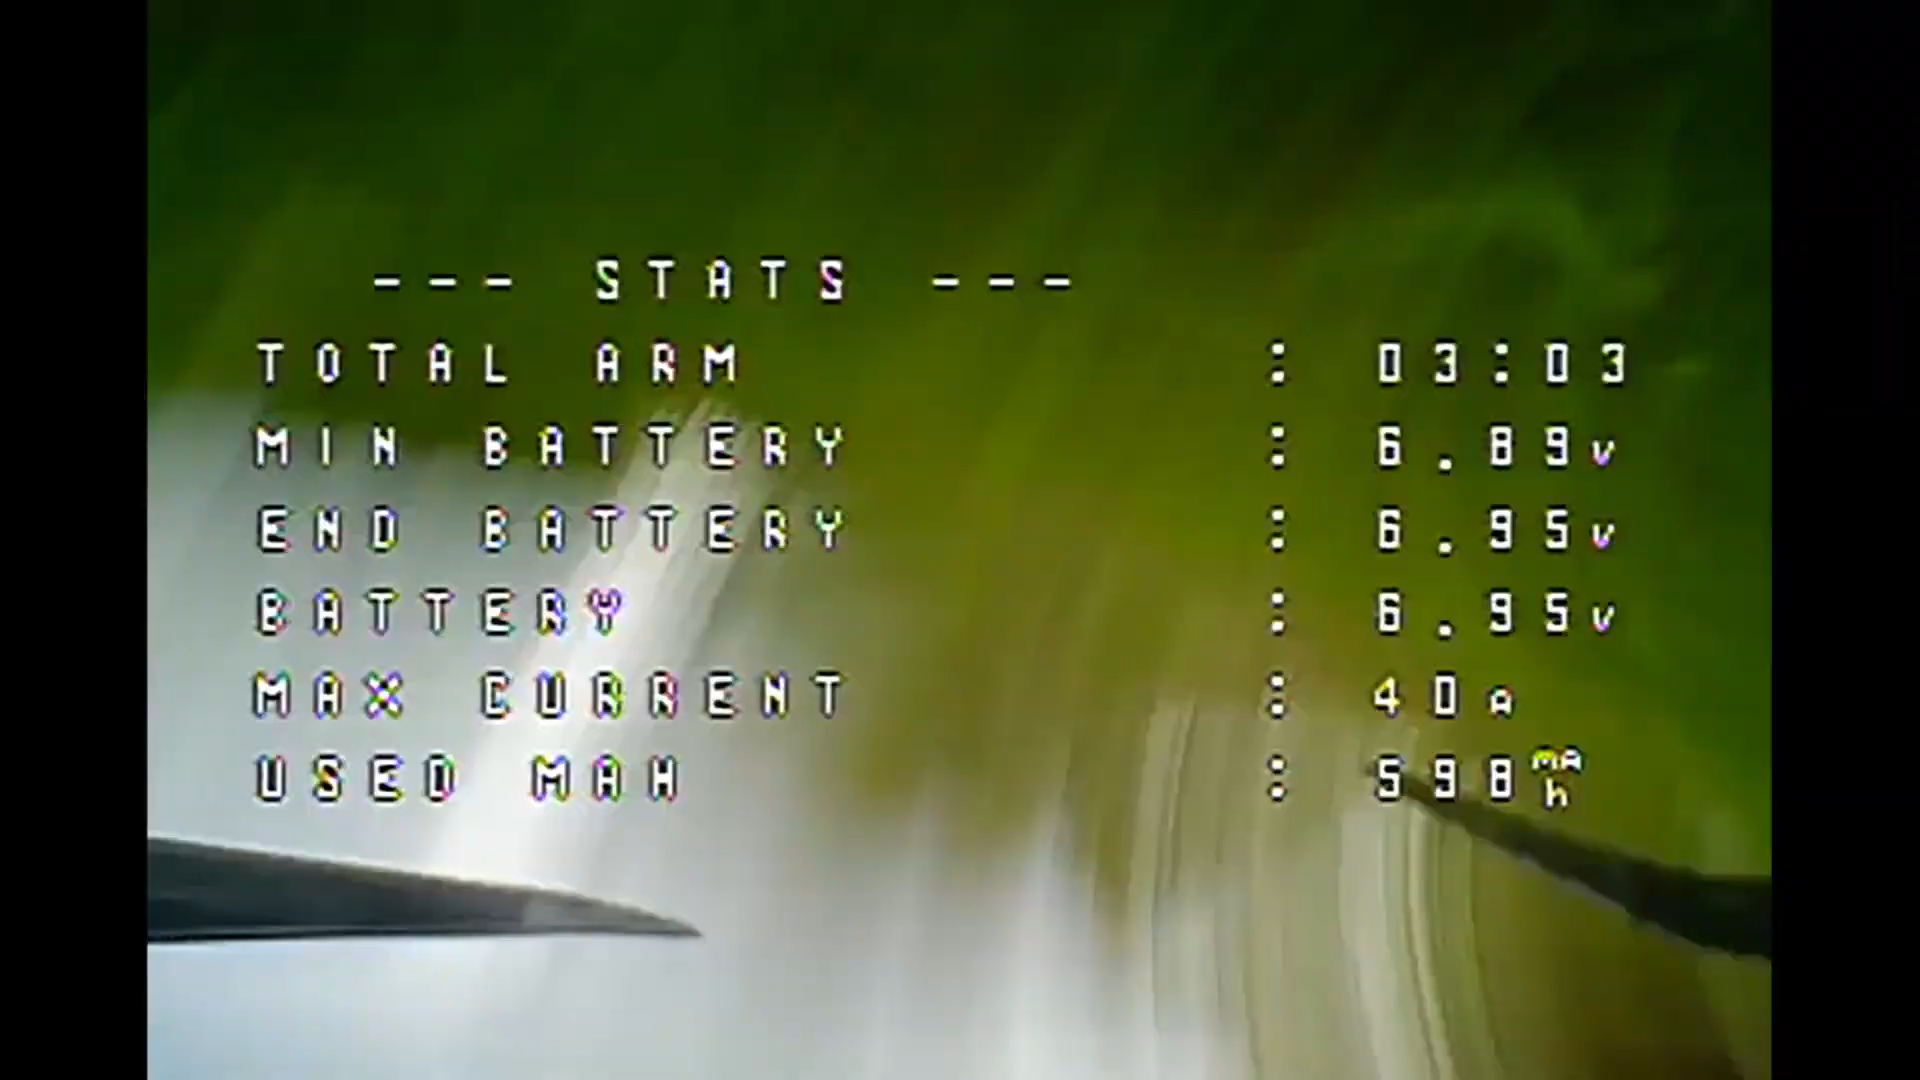 --- STATS ---
TOTAL ARM : 03:03
MIN BATTERY : 6.89V
END BATTERY : 6.95V
BATTERY : 6.95V
MAX CURRENT : 40A
USED MAH : 598mAh